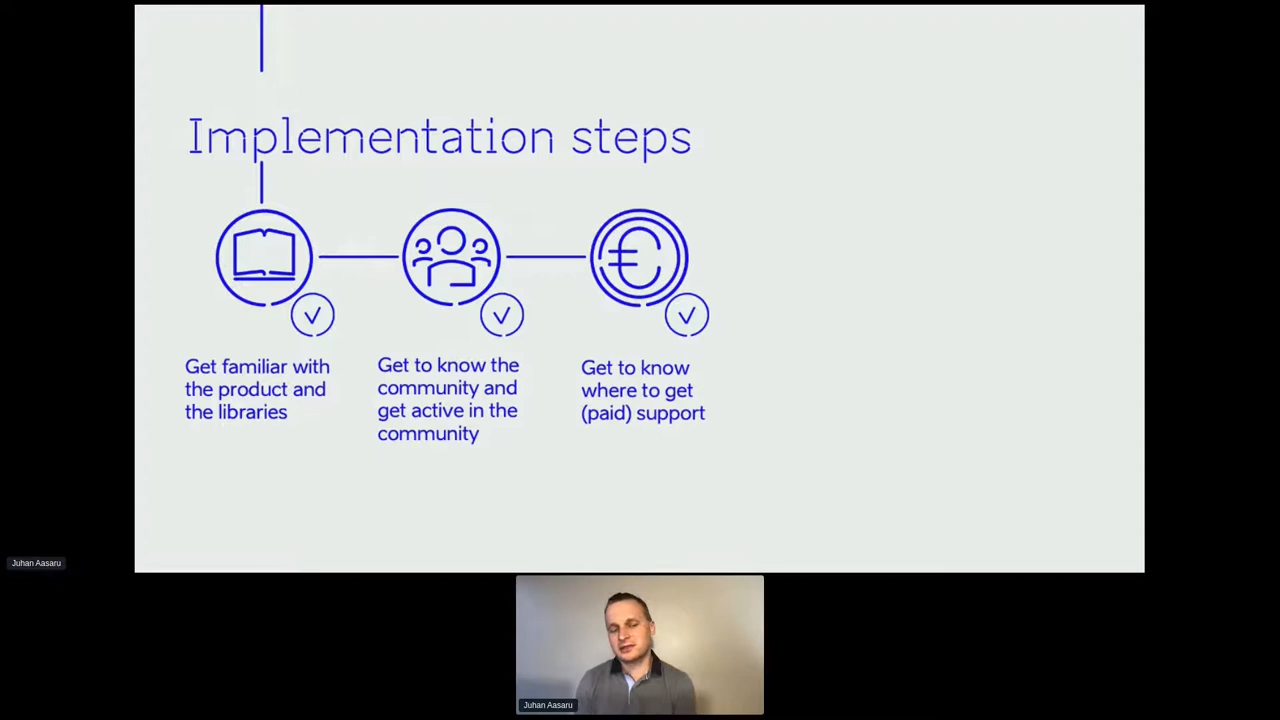 Implementation steps
Get familiar with
the product and
the libraries
Get to know the
community and
get active in the
community
Get to know
where to get
(paid) support
Juhan Aasaru
Juhan Aasaru